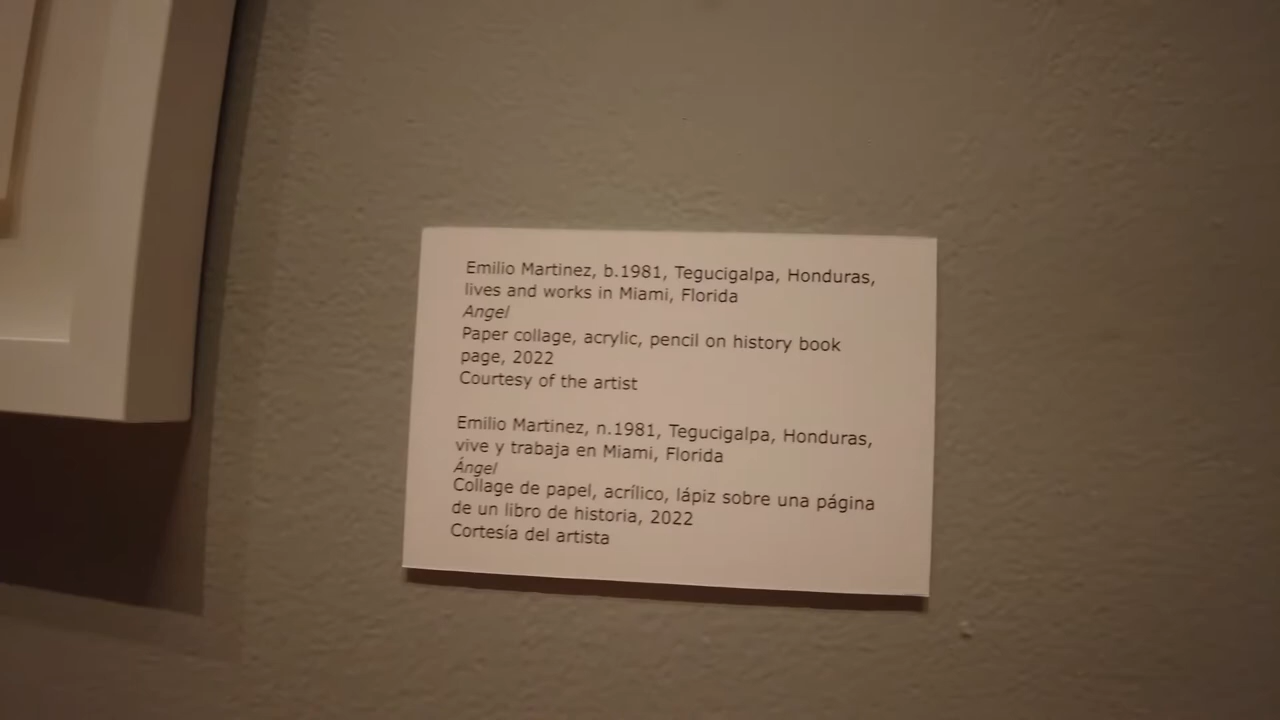 Emilio Martinez, b.1981, Tegucigalpa, Honduras,
lives and works in Miami, Florida
Angel
Paper collage, acrylic, pencil on history book
page, 2022
Courtesy of the artist
Emilio Martinez, n.1981, Tegucigalpa, Honduras,
vive y trabaja en Miami, Florida
Ángel
Collage de papel, acrílico, lápiz sobre una página
de un libro de historia, 2022
Cortesía del artista